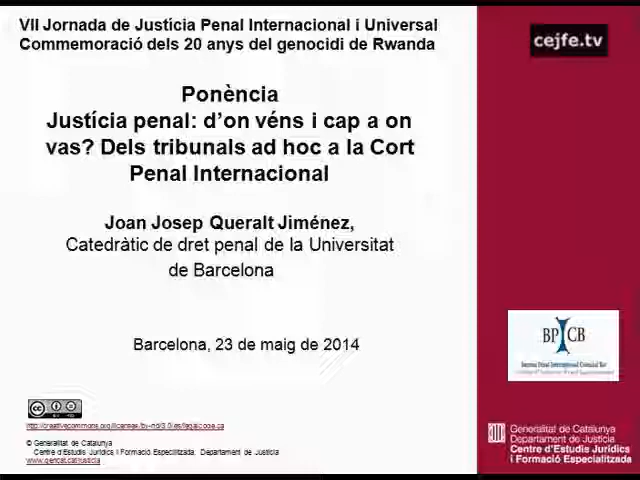 VII Jornada de Justícia Penal Internacional i Universal
Commemoració dels 20 anys del genocidi de Rwanda
cejfe.tv
Ponència
Justícia penal: d'on véns i cap a on
vas? Dels tribunals ad hoc a la Cort
Penal Internacional
Joan Josep Queralt Jiménez,
Catedràtic de dret penal de la Universitat
de Barcelona
Barcelona, 23 de maig de 2014
BPICB
© Generalitat de Catalunya
Centre d'Estudis Jurídics i Formació Especialitzada. Departament de Justícia
www.gencat.cat/justicia
Generalitat de Catalunya
Departament de Justícia
Centre d'Estudis Jurídics
i Formació Especialitzada